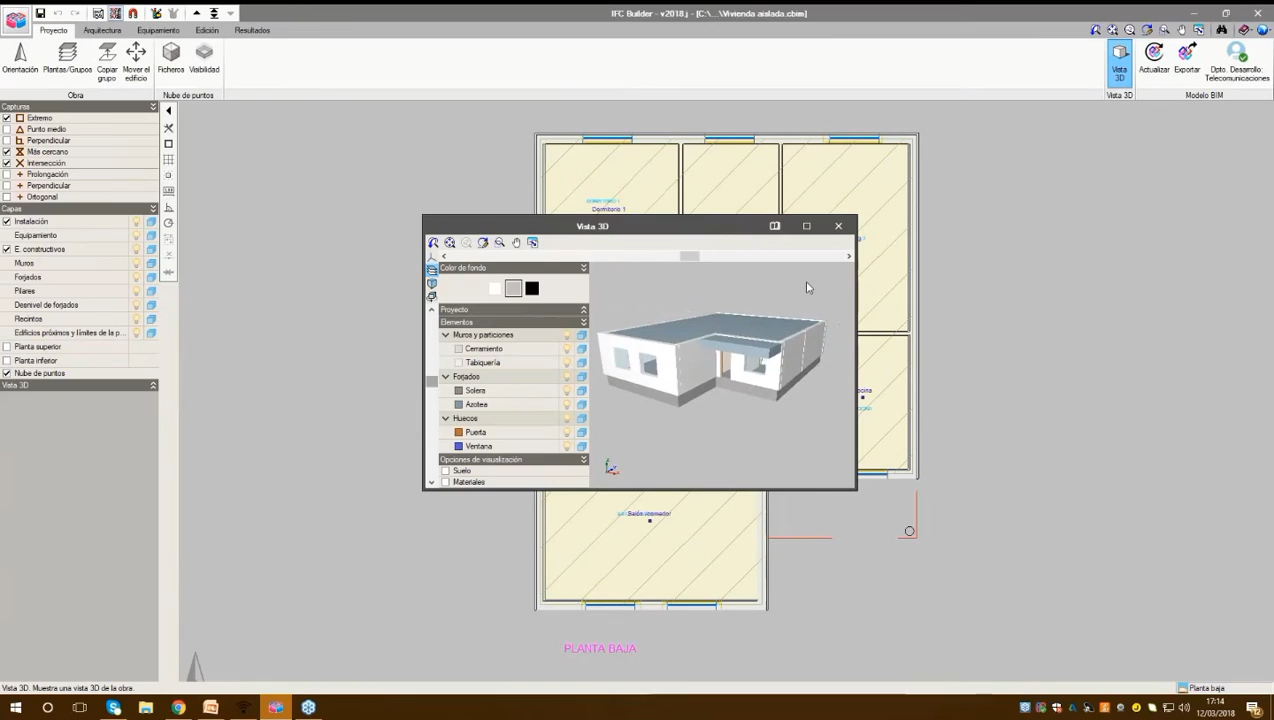 IFC Builder - v2018.j - [C:\...\Vivienda aislada.cbim]
Proyecto Arquitectura Equipamiento Edición Resultados
Orientación Plantas/Grupos Copiar grupo Mover el edificio Ficheros Visibilidad
Vista 3D Actualizar Exportar Dpto. Desarrollo: Telecomunicaciones
Obra Nube de puntos Vista 3D Modelo BIM
Capturas
Extremo
Punto medio
Perpendicular
Más cercano
Intersección
Prolongación
Perpendicular
Ortogonal
Capas
Instalación
Equipamiento
E. constructivos
Muros
Forjados
Pilares
Desnivel de forjados
Recintos
Edificios próximos y límites de la p...
Planta superior
Planta inferior
Nube de puntos
Vista 3D
Dormitorio 1
Vista 3D
Color de fondo
Proyecto
Elementos
Muros y particiones
Cerramiento
Tabiquería
Forjados
Solera
Azotea
Huecos
Puerta
Ventana
Opciones de visualización
Suelo
Materiales
PLANTA BAJA
Vista 3D. Muestra una vista 3D de la obra.
Planta baja
17:14
12/03/2018